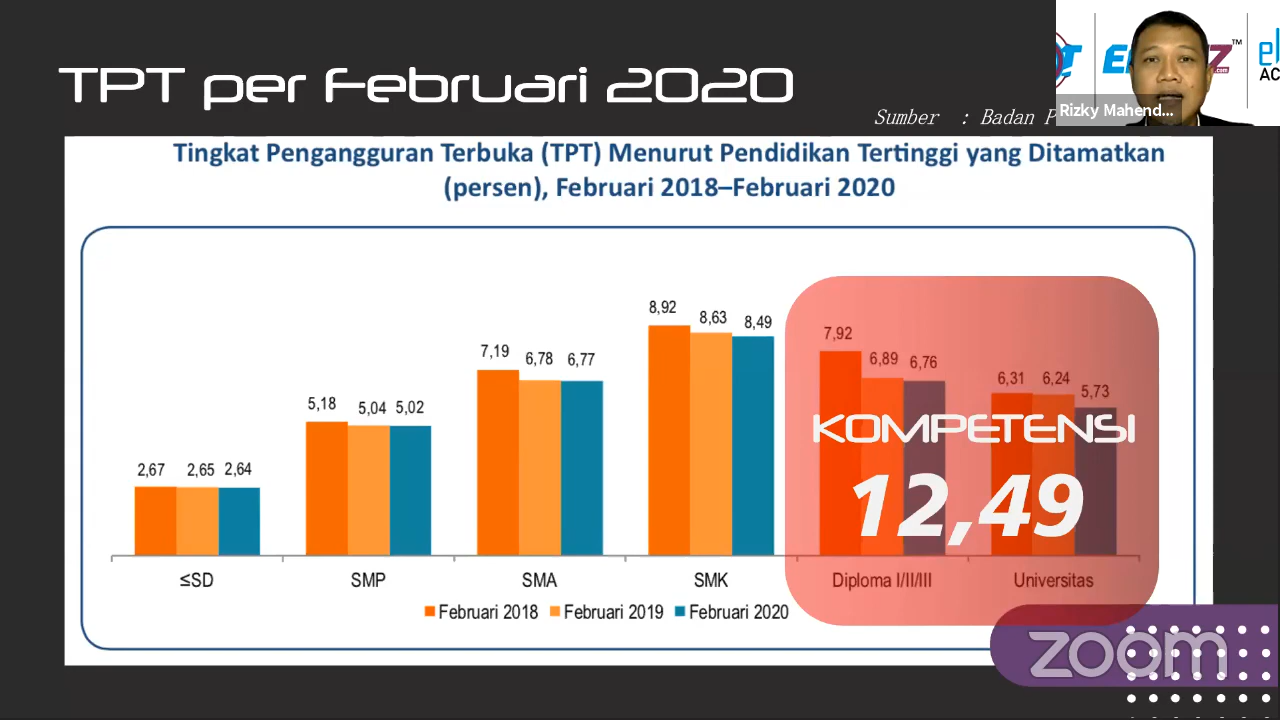 TPT per Februari 2020
Sumber : Badan P
Rizky Mahend...
TM
.com
AC
Tingkat Pengangguran Terbuka (TPT) Menurut Pendidikan Tertinggi yang Ditamatkan
(persen), Februari 2018–Februari 2020
2,67 2,65 2,64
5,18 5,04 5,02
7,19 6,78 6,77
8,92 8,63 8,49
7,92 6,89 6,76
6,31 6,24 5,73
KOMPETENSI
12,49
≤SD SMP SMA SMK Diploma I/II/III Universitas
Februari 2018 Februari 2019 Februari 2020
zoom